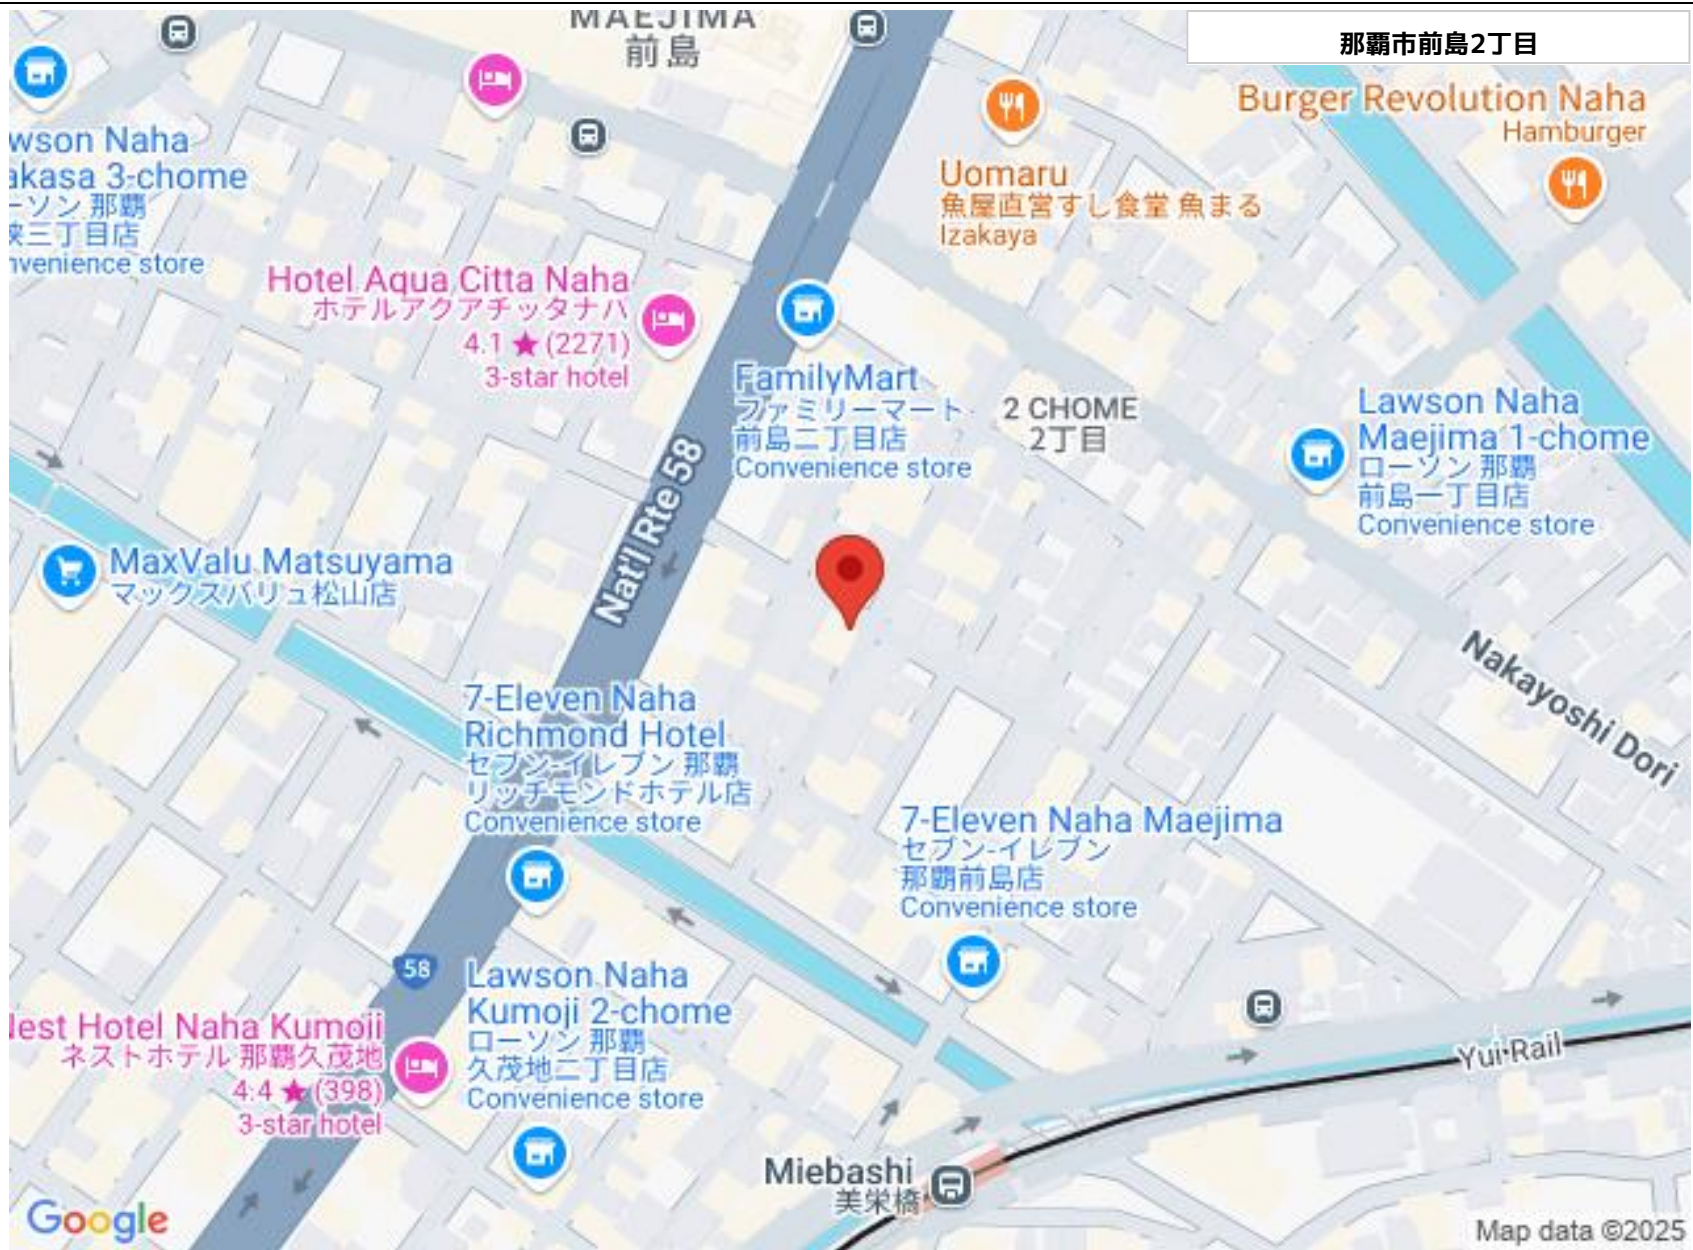 MAEJIMA
前島
那覇市前島2丁目
Burger Revolution Naha
Hamburger
wson Naha
akasa 3-chome
ーソン 那覇
三丁目店
nvenience store
Uomaru
魚屋直営すし食堂 魚まる
Izakaya
Hotel Aqua Citta Naha
ホテルアクアチッタナハ
4.1 ★ (2271)
3-star hotel
FamilyMart
ファミリーマート
前島二丁目店
Convenience store
2 CHOME
2丁目
Lawson Naha
Maejima 1-chome
ローソン 那覇
前島一丁目店
Convenience store
Nat'l Rte 58
MaxValu Matsuyama
マックスバリュ松山店
Nakayoshi Dori
7-Eleven Naha
Richmond Hotel
セブン-イレブン 那覇
リッチモンドホテル店
Convenience store
7-Eleven Naha Maejima
セブン-イレブン
那覇前島店
Convenience store
58
Lawson Naha
Kumoji 2-chome
ローソン 那覇
久茂地二丁目店
Convenience store
Nest Hotel Naha Kumoji
ネストホテル 那覇久茂地
4.4 ★ (398)
3-star hotel
Yui Rail
Miebashi
美栄橋
Google
Map data ©2025